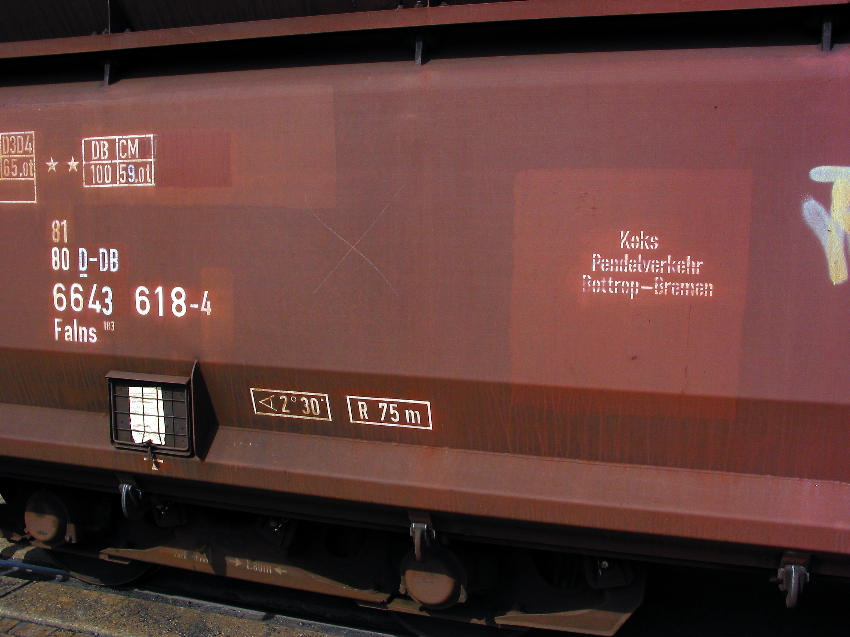 D3D4
65,0t
DB CM
100 59,0t
81
80 D-DB
6643 618-4
Falns 183
2° 30'
R 75 m
Koks
Pendelverkehr
Bottrop-Bremen